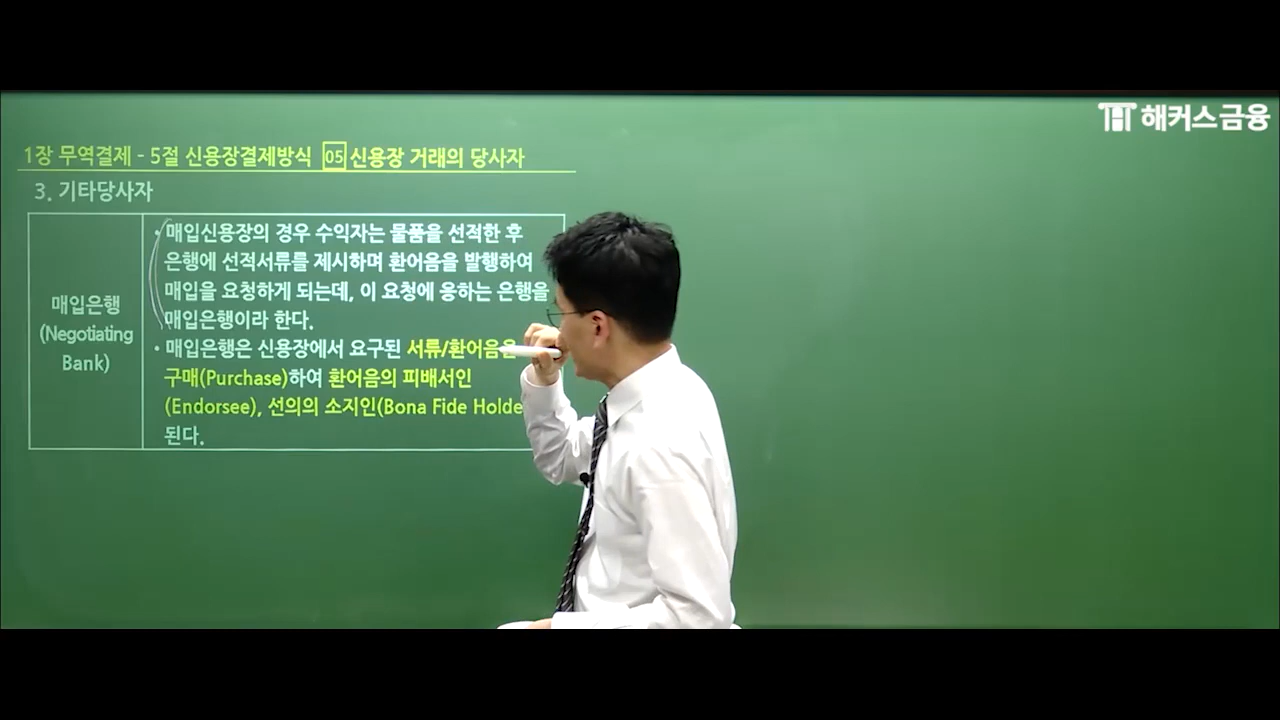 해커스금융
1장 무역결제 - 5절 신용장결제방식 05 신용장 거래의 당사자
3. 기타당사자
매입은행
(Negotiating
Bank)
• 매입신용장의 경우 수익자는 물품을 선적한 후
은행에 선적서류를 제시하며 환어음을 발행하여
매입을 요청하게 되는데, 이 요청에 응하는 은행을
매입은행이라 한다.
• 매입은행은 신용장에서 요구된 서류/환어음을
구매(Purchase)하여 환어음의 피배서인
(Endorsee), 선의의 소지인(Bona Fide Holde
된다.